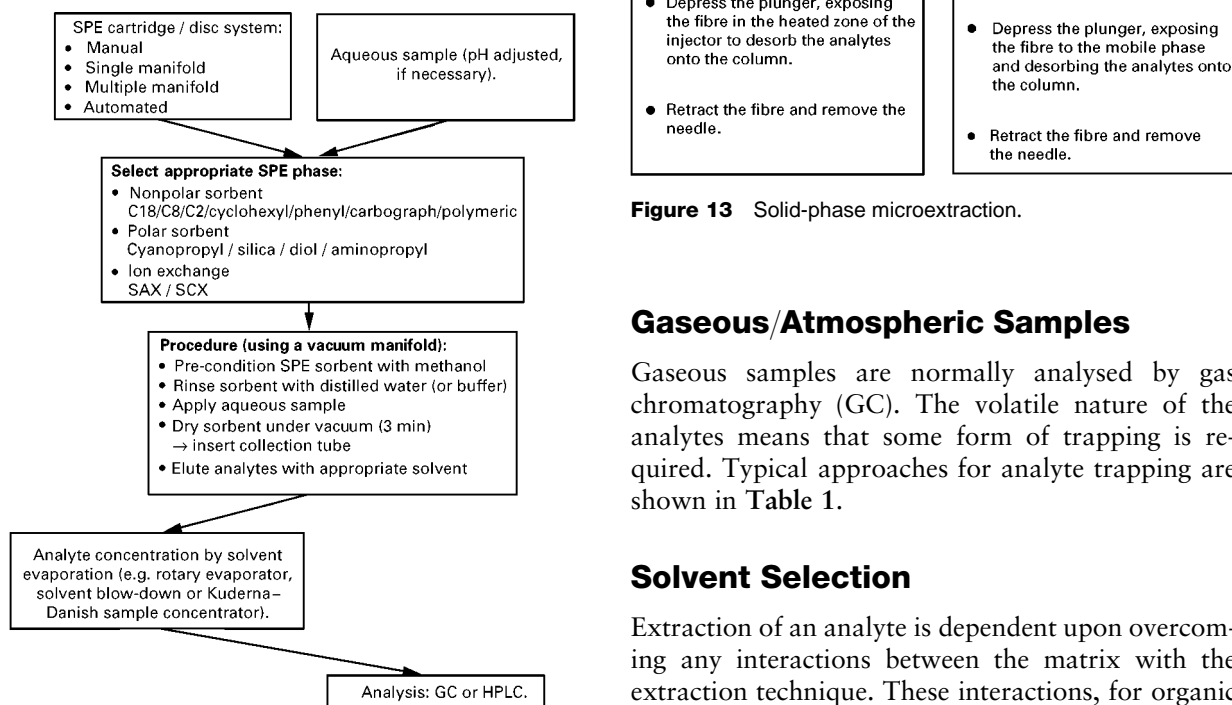 SPE cartridge / disc system:
• Manual
• Single manifold
• Multiple manifold
• Automated
Aqueous sample (pH adjusted,
if necessary).
Select appropriate SPE phase:
• Nonpolar sorbent
C18/C8/C2/cyclohexyl/phenyl/carbograph/polymeric
• Polar sorbent
Cyanopropyl / silica / diol / aminopropyl
• Ion exchange
SAX / SCX
Procedure (using a vacuum manifold):
• Pre-condition SPE sorbent with methanol
• Rinse sorbent with distilled water (or buffer)
• Apply aqueous sample
• Dry sorbent under vacuum (3 min)
→ insert collection tube
• Elute analytes with appropriate solvent
Analyte concentration by solvent
evaporation (e.g. rotary evaporator,
solvent blow-down or Kuderna–
Danish sample concentrator).
Analysis: GC or HPLC.
• Depress the plunger, exposing
the fibre in the heated zone of the
injector to desorb the analytes
onto the column.
• Retract the fibre and remove the
needle.
• Depress the plunger, exposing
the fibre to the mobile phase
and desorbing the analytes onto
the column.
• Retract the fibre and remove
the needle.
Figure 13 Solid-phase microextraction.
Gaseous/Atmospheric Samples
Gaseous samples are normally analysed by gas
chromatography (GC). The volatile nature of the
analytes means that some form of trapping is re-
quired. Typical approaches for analyte trapping are
shown in Table 1.
Solvent Selection
Extraction of an analyte is dependent upon overcom-
ing any interactions between the matrix with the
extraction technique. These interactions, for organic